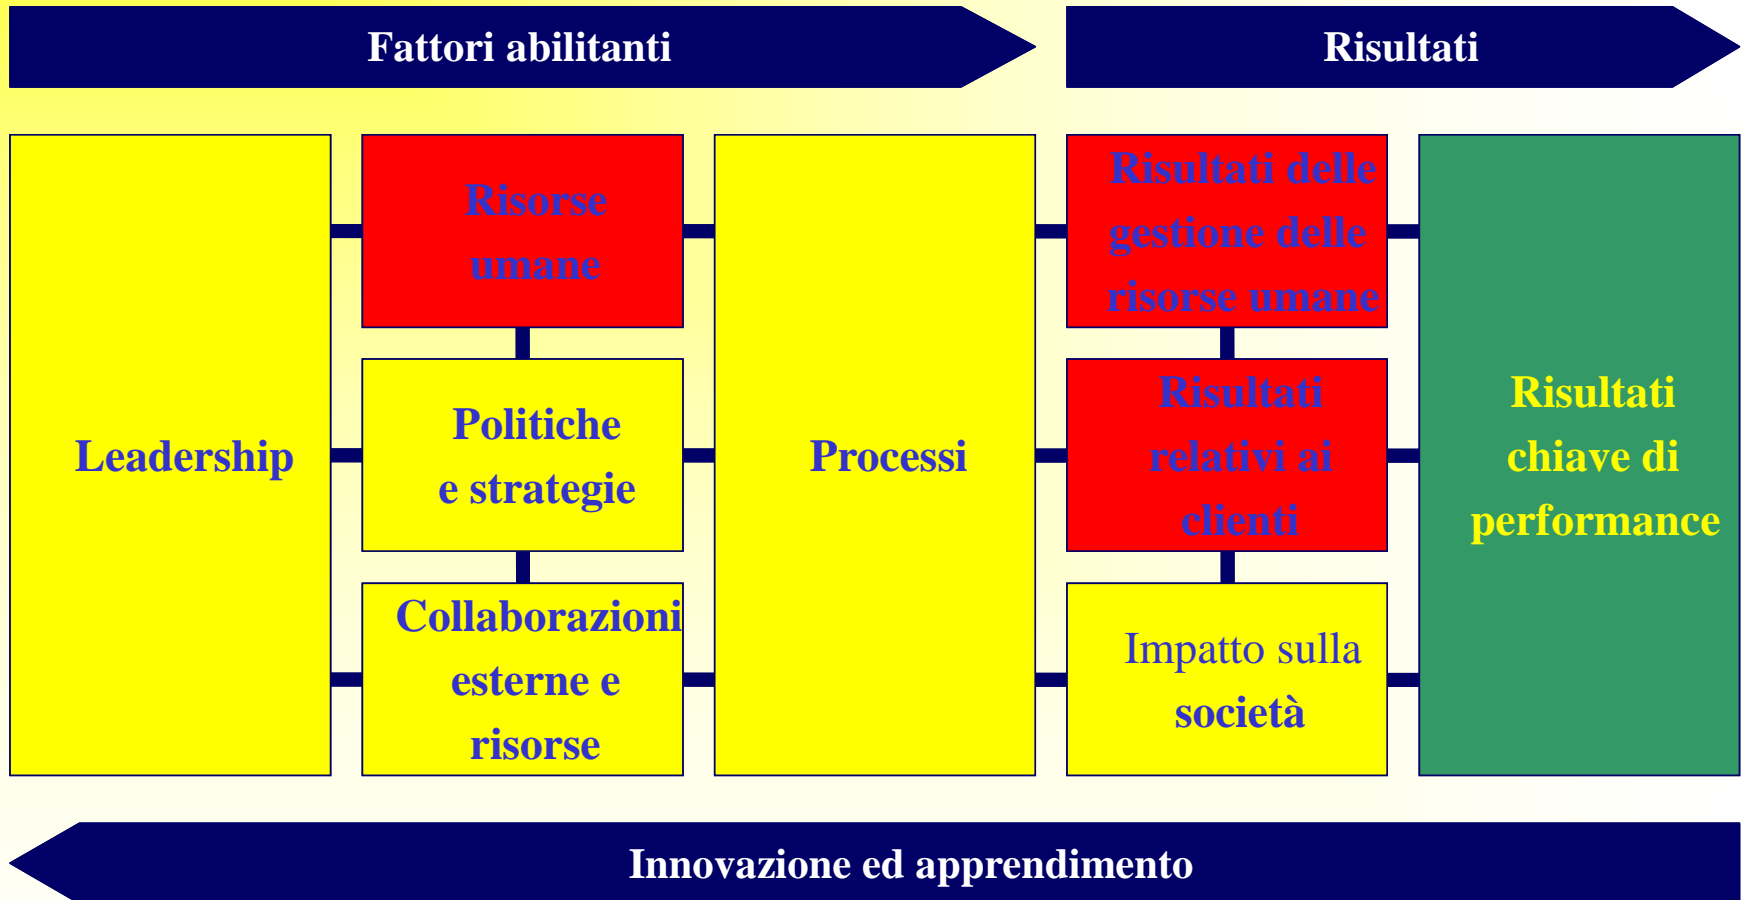 Fattori abilitanti
Risultati
Leadership
Risorse
umane
Politiche
e strategie
Collaborazioni
esterne e
risorse
Processi
Risultati delle
gestione delle
risorse umane
Risultati
relativi ai
clienti
Impatto sulla
società
Risultati
chiave di
performance
Innovazione ed apprendimento